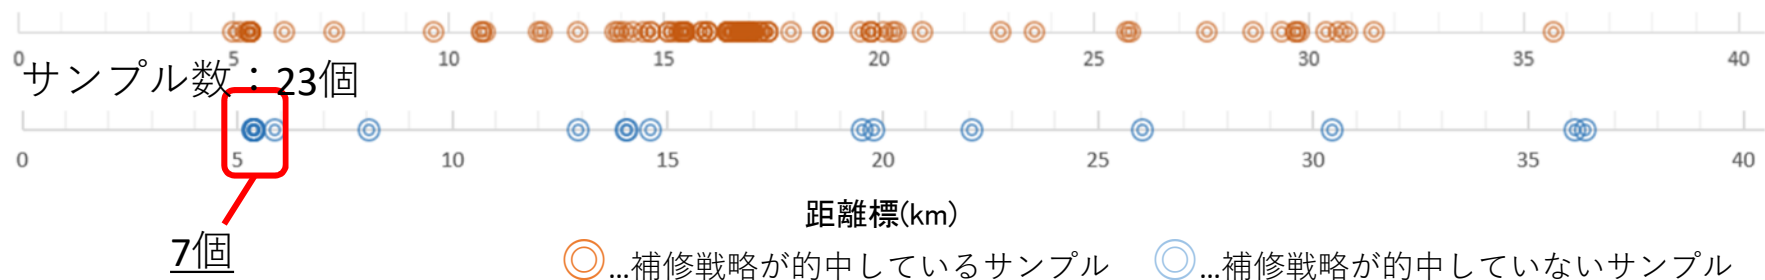 0 5 10 15 20 25 30 35 40
サンプル数：23個
0 5 10 15 20 25 30 35 40
距離標(km)
7個
◎...補修戦略が的中しているサンプル ◎...補修戦略が的中していないサンプル